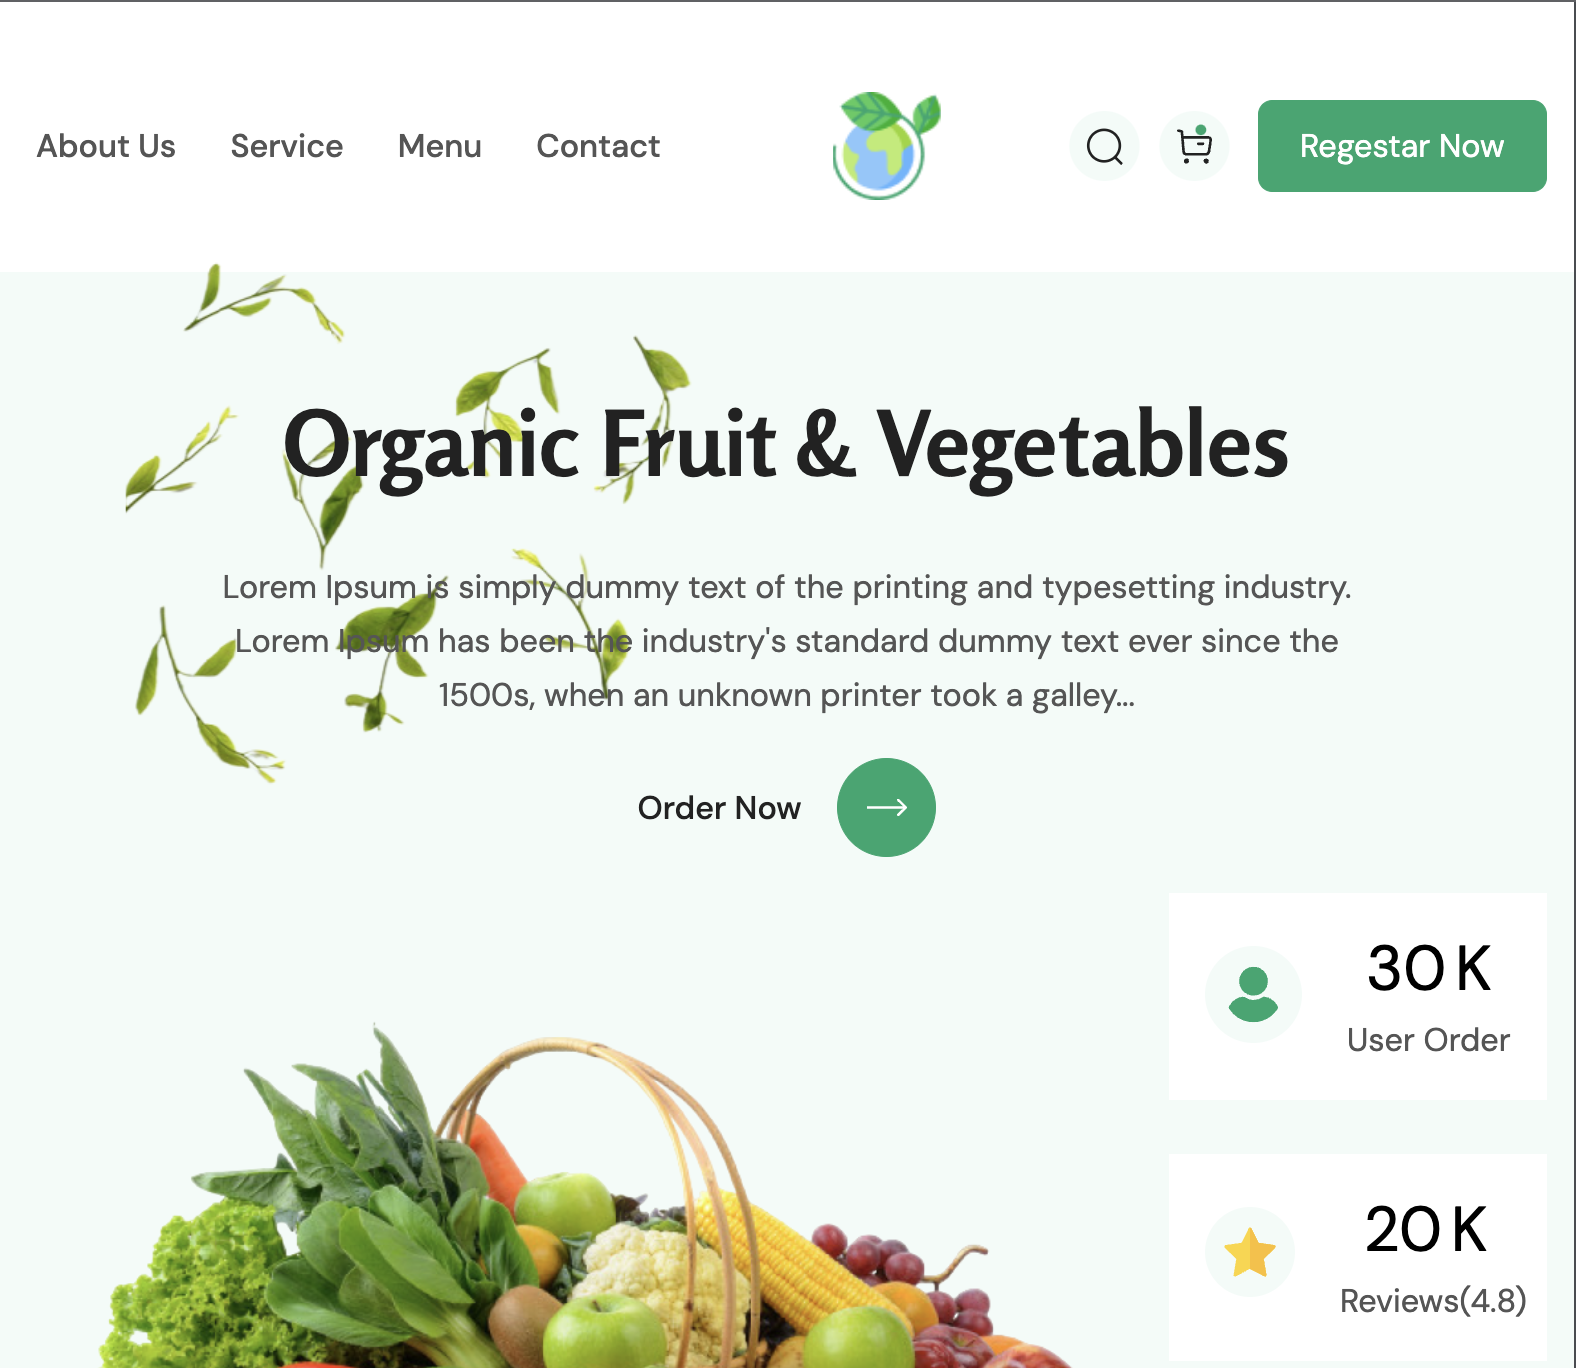 About Us
Service
Menu
Contact
Regestar Now
Organic Fruit & Vegetables
Lorem Ipsum is simply dummy text of the printing and typesetting industry.
Lorem Ipsum has been the industry's standard dummy text ever since the
1500s, when an unknown printer took a galley...
Order Now
30 K
User Order
20 K
Reviews(4.8)